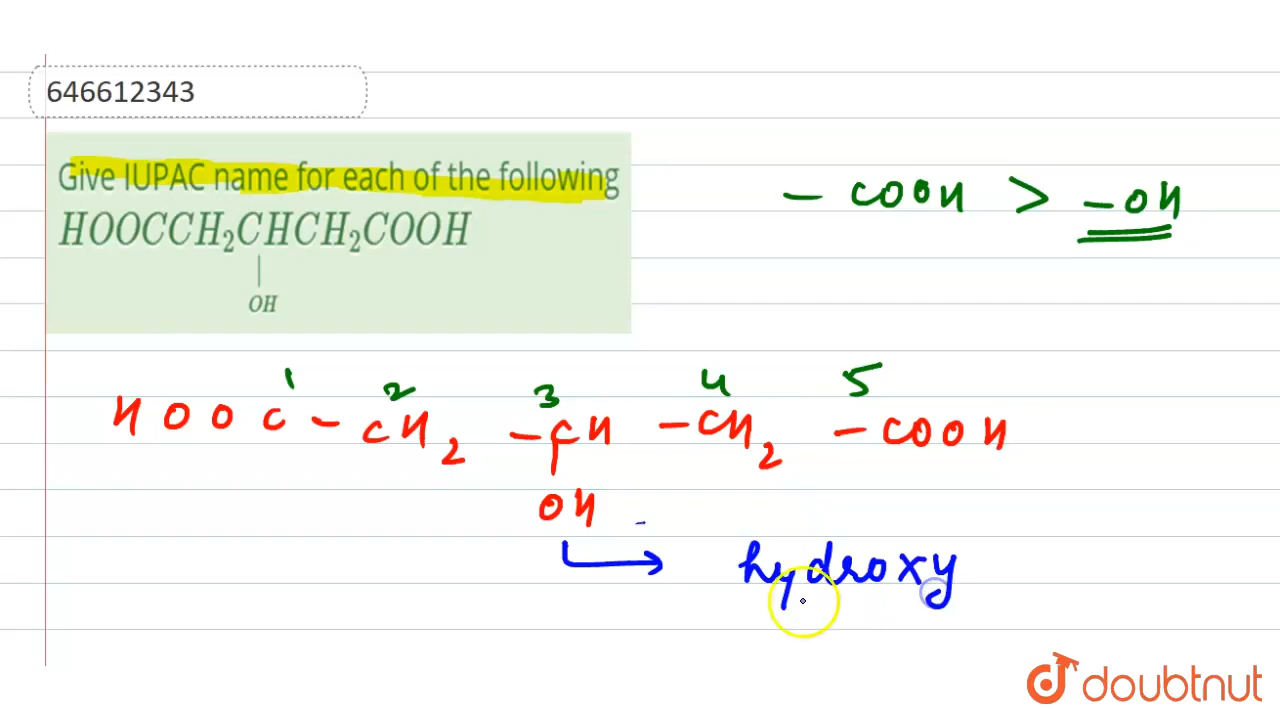 646612343
Give IUPAC name for each of the following
HOOCCH₂CHCH₂COOH
|
OH
- COOH > -OH
1 2 3 4 5
HOOC - CH₂ - CH - CH₂ - COOH
OH
hydroxy
doubtnut